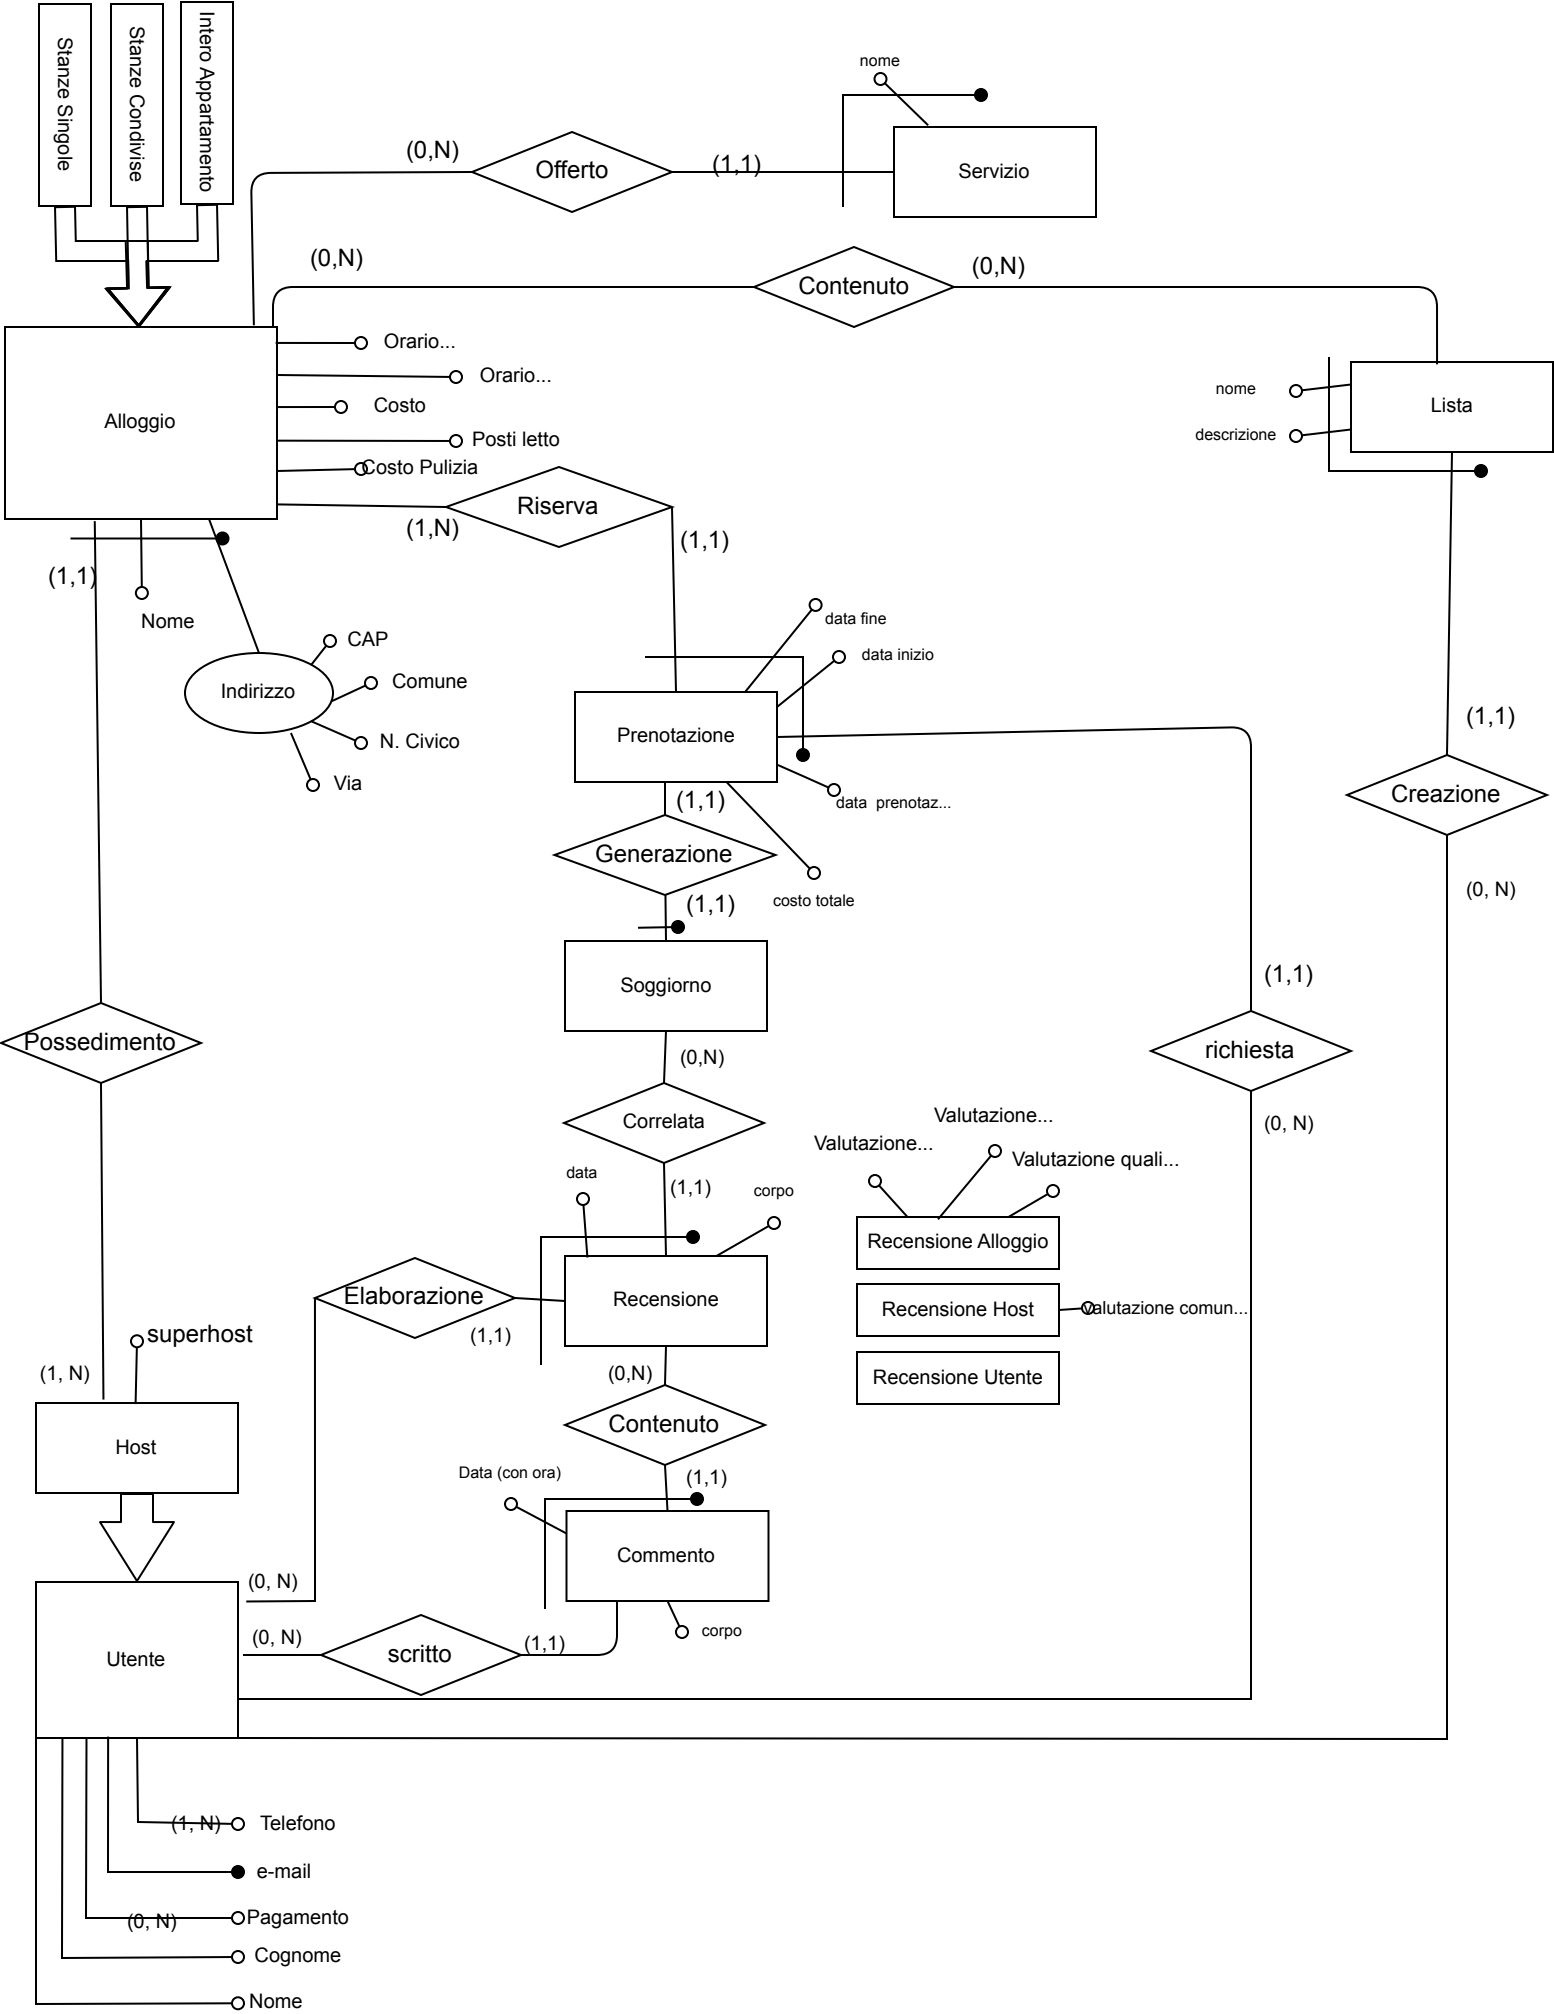 Stanze Singole
Stanze Condivise
Intero Appartamento
nome
(0,N)
Offerto
(1,1)
Servizio
(0,N)
Contenuto
(0,N)
Orario...
Orario...
Costo
Posti letto
Costo Pulizia
Alloggio
nome
descrizione
Lista
Riserva
(1,N)
(1,1)
(1,1)
Nome
CAP
Comune
Indirizzo
N. Civico
Via
data fine
data inizio
Prenotazione
(1,1)
data prenotaz...
(1,1)
Creazione
Generazione
(0, N)
costo totale
(1,1)
Soggiorno
(1,1)
Possedimento
(0,N)
richiesta
Correlata
(0, N)
Valutazione...
Valutazione...
Valutazione quali...
data
(1,1)
corpo
Recensione Alloggio
Elaborazione
Recensione
Recensione Host
valutazione comun...
(1,1)
superhost
(1, N)
(0,N)
Recensione Utente
Contenuto
Host
Data (con ora)
(1,1)
Commento
(0, N)
(0, N)
scritto
(1,1)
corpo
Utente
(1, N)
Telefono
e-mail
(0, N)
Pagamento
Cognome
Nome